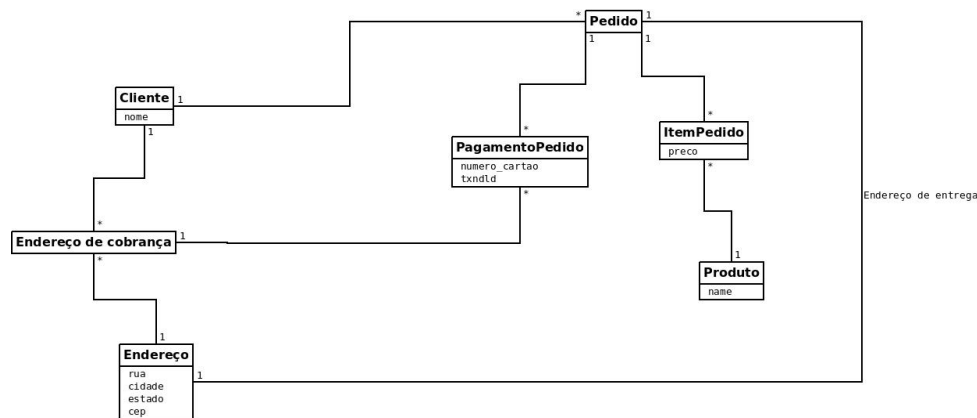 * Pedido 1
1 1
Cliente 1
nome
1
* *
PagamentoPedido
numero_cartao
txndld
*
ItemPedido
preco
*
Endereço de entrega
*
Endereço de cobrança 1
*
1
Produto
name
1
Endereço
rua
cidade
estado
cep
1